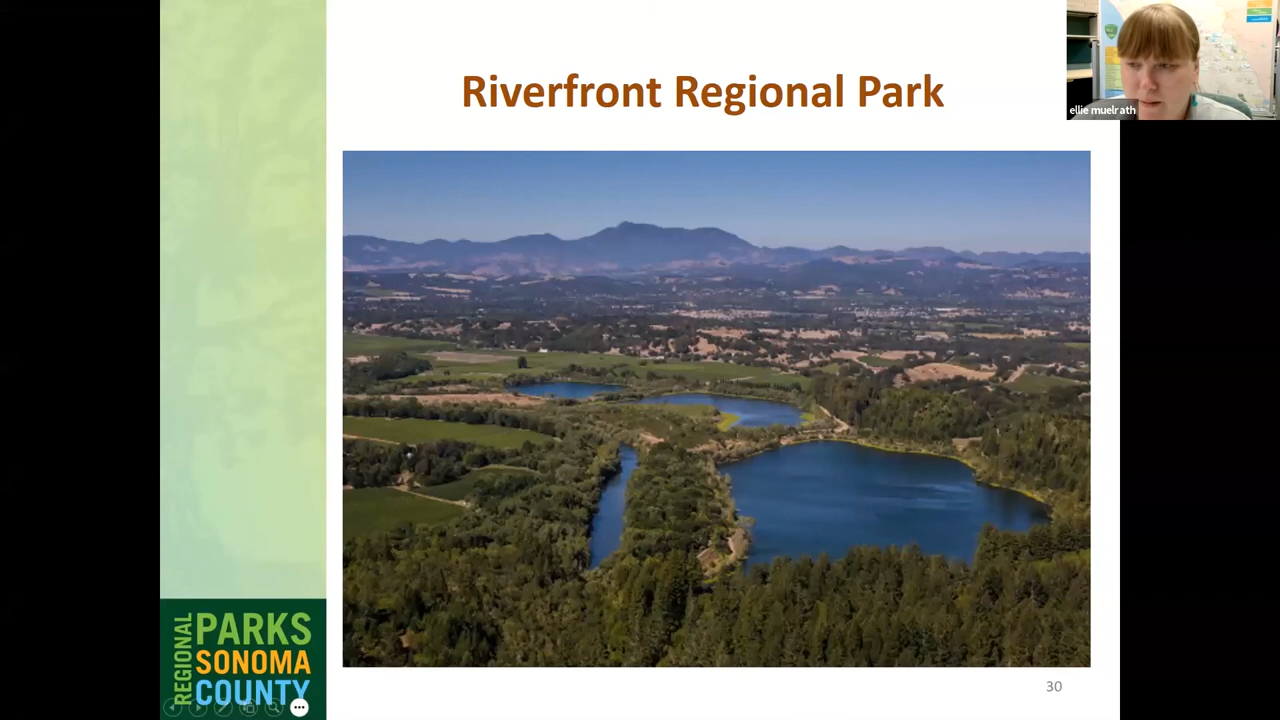 Riverfront Regional Park
ellie muelrath
REGIONAL
PARKS
SONOMA
COUNTY
30